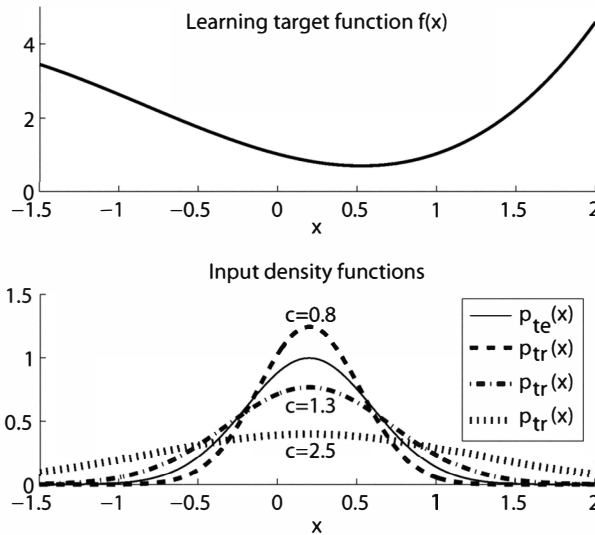 Learning target function f(x)
4
2
0
−1.5 −1 −0.5 0 0.5 1 1.5 2
x
Input density functions
1.5
1
0.5
0
c=0.8
c=1.3
c=2.5
p_te(x)
p_tr(x)
p_tr(x)
p_tr(x)
−1.5 −1 −0.5 0 0.5 1 1.5 2
x